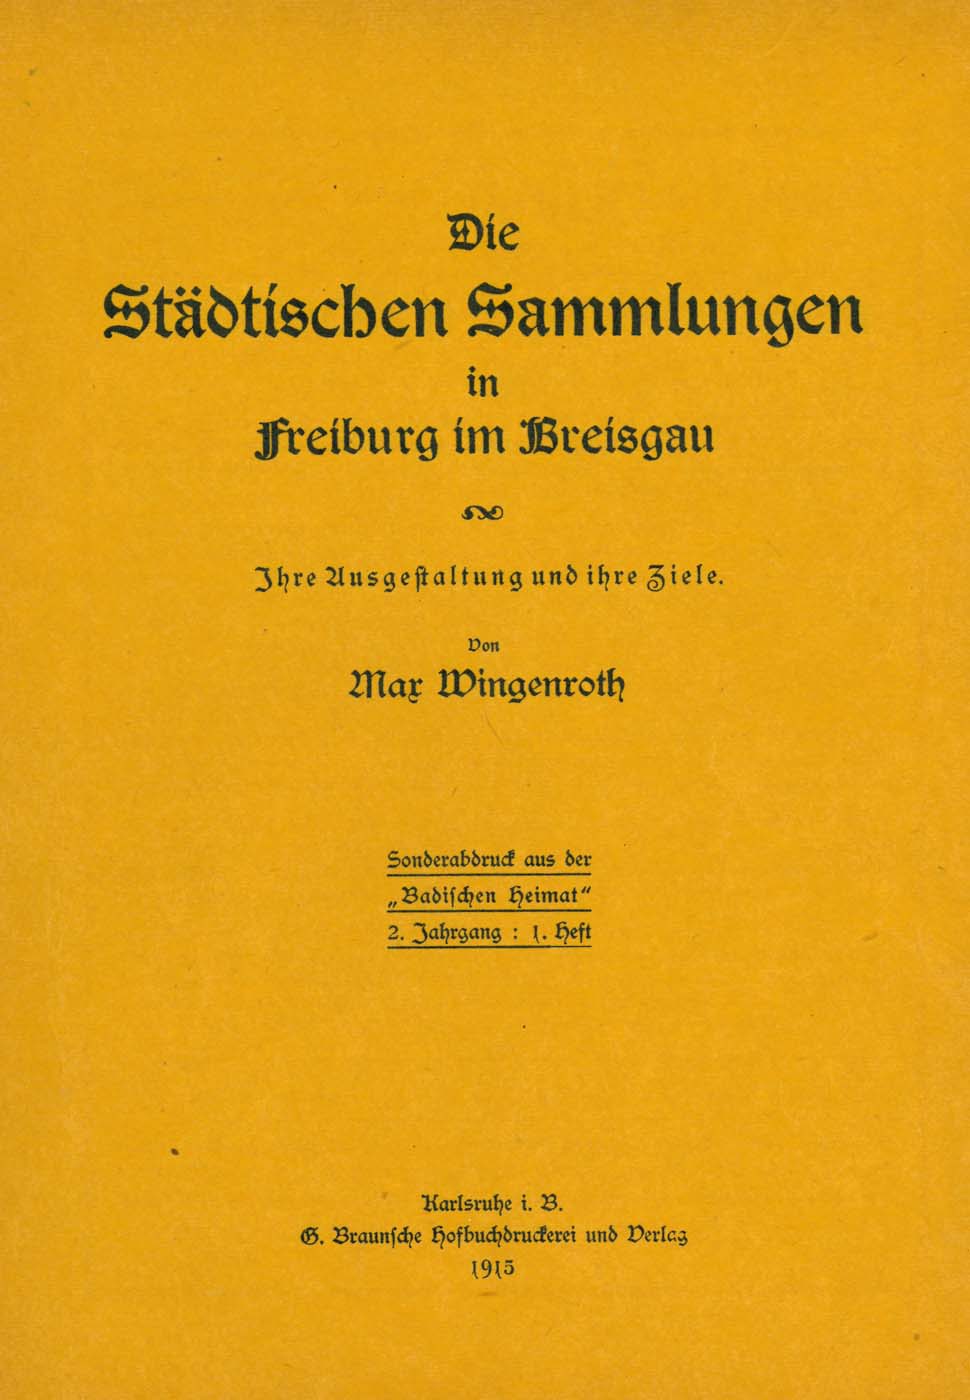 Die
Städtischen Sammlungen
in
Freiburg im Breisgau
Ihre Ausgestaltung und ihre Ziele.
Von
Max Wingenroth
Sonderabdruck aus der
„Badischen Heimat“
2. Jahrgang : 1. Heft
Karlsruhe i. B.
G. Braunsche Hofbuchdruckerei und Verlag
1915